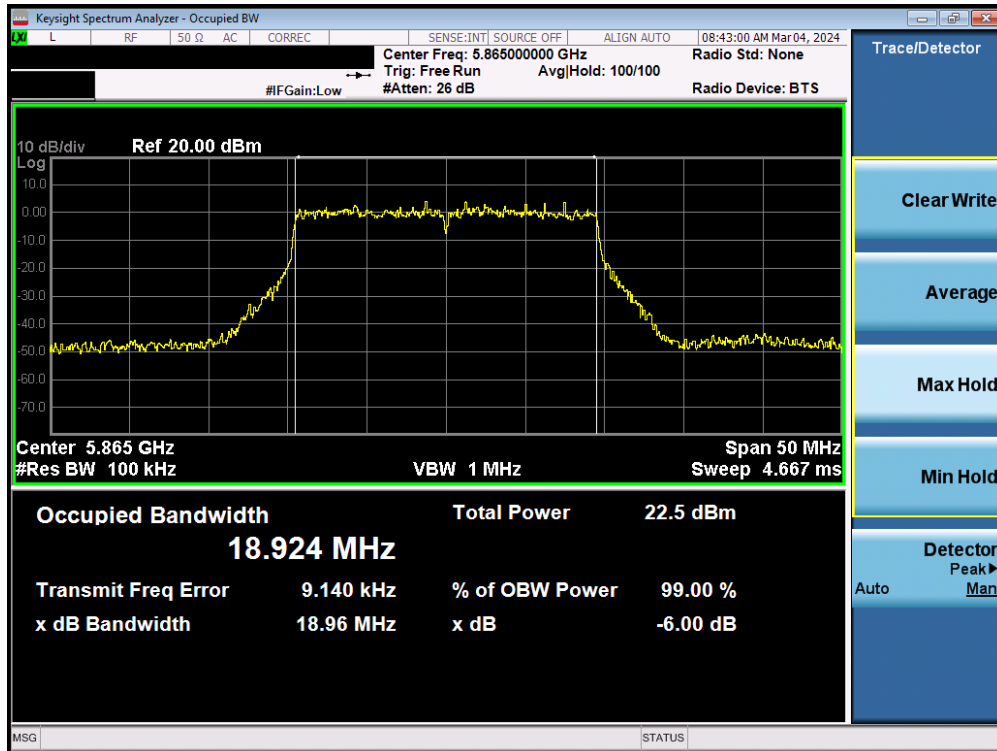 Keysight Spectrum Analyzer - Occupied BW
LXI L RF 50 Ω AC CORREC SENSE:INT SOURCE OFF ALIGN AUTO 08:43:00 AM Mar 04, 2024
Center Freq: 5.865000000 GHz Radio Std: None
Trig: Free Run Avg|Hold: 100/100
#IFGain:Low #Atten: 26 dB Radio Device: BTS
Trace/Detector
10 dB/div Ref 20.00 dBm
Log
10.0
0.00
-10.0
-20.0
-30.0
-40.0
-50.0
-60.0
-70.0
Center 5.865 GHz Span 50 MHz
#Res BW 100 kHz VBW 1 MHz Sweep 4.667 ms
Clear Write
Average
Max Hold
Min Hold
Detector
Peak▶
Auto Man
Occupied Bandwidth Total Power 22.5 dBm
18.924 MHz
Transmit Freq Error 9.140 kHz % of OBW Power 99.00 %
x dB Bandwidth 18.96 MHz x dB -6.00 dB
MSG STATUS